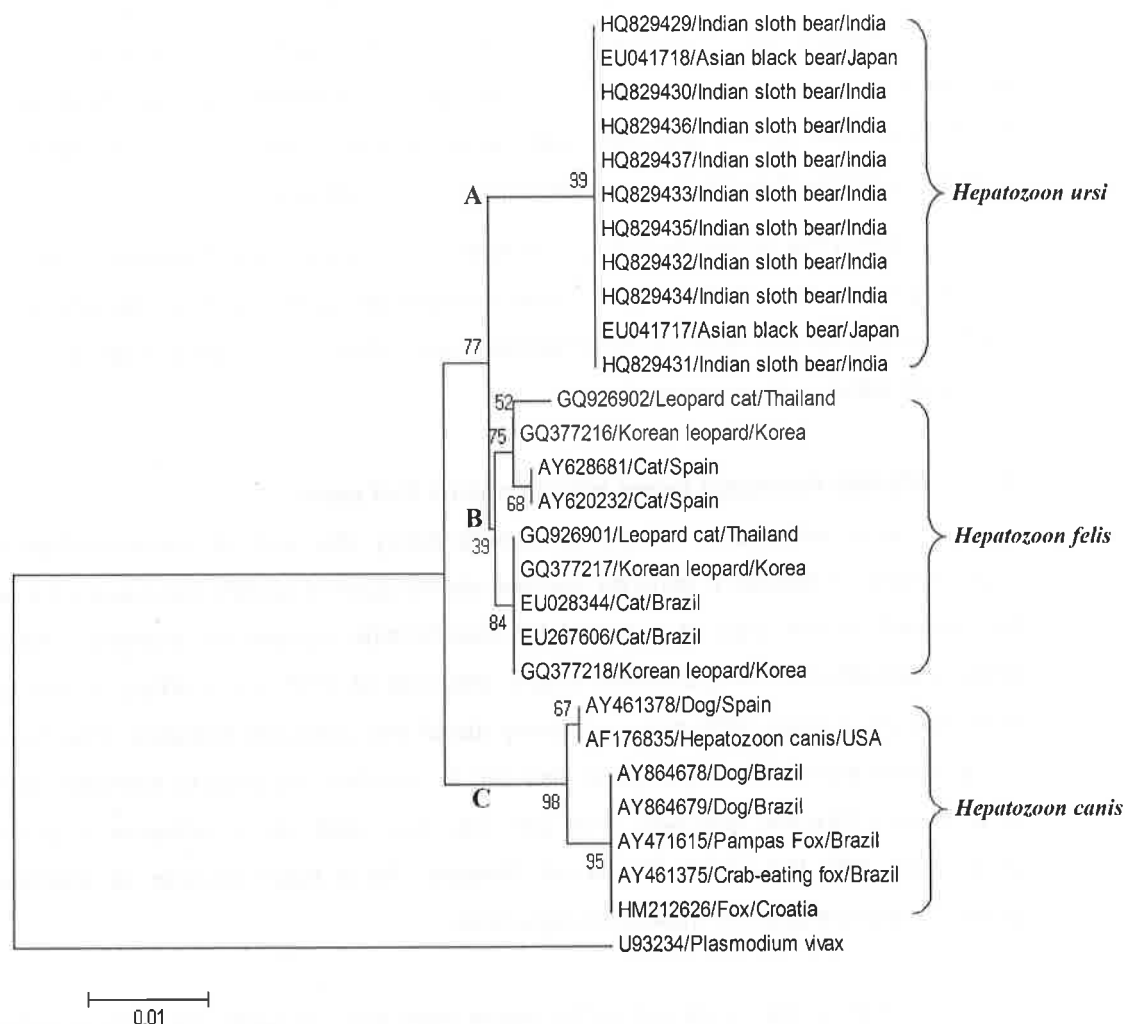 HQ829429/Indian sloth bear/India
EU041718/Asian black bear/Japan
HQ829430/Indian sloth bear/India
HQ829436/Indian sloth bear/India
HQ829437/Indian sloth bear/India
99
A
HQ829433/Indian sloth bear/India
Hepatozoon ursi
HQ829435/Indian sloth bear/India
HQ829432/Indian sloth bear/India
HQ829434/Indian sloth bear/India
EU041717/Asian black bear/Japan
77
HQ829431/Indian sloth bear/India
52
GQ926902/Leopard cat/Thailand
75
GQ377216/Korean leopard/Korea
AY628681/Cat/Spain
68
AY620232/Cat/Spain
B
39
GQ926901/Leopard cat/Thailand
Hepatozoon felis
GQ377217/Korean leopard/Korea
EU028344/Cat/Brazil
84
EU267606/Cat/Brazil
GQ377218/Korean leopard/Korea
67
AY461378/Dog/Spain
AF176835/Hepatozoon canis/USA
C
98
AY864678/Dog/Brazil
AY864679/Dog/Brazil
Hepatozoon canis
AY471615/Pampas Fox/Brazil
95
AY461375/Crab-eating fox/Brazil
HM212626/Fox/Croatia
U93234/Plasmodium vivax
0.01